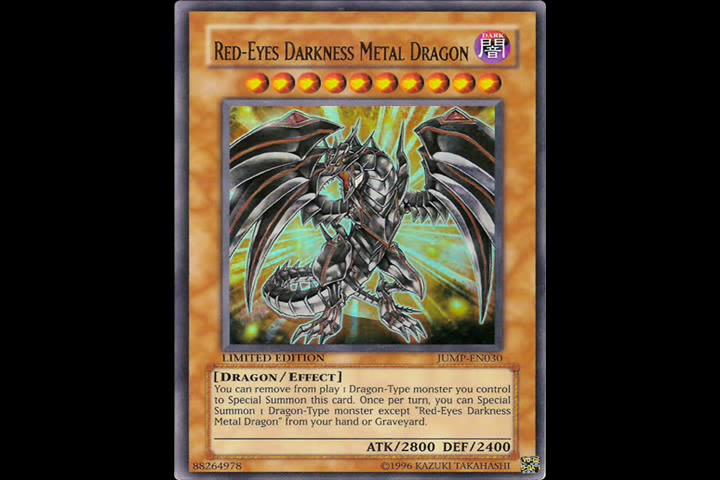 Red-Eyes Darkness Metal Dragon
DARK
闇
LIMITED EDITION
JUMP-EN030
[Dragon/Effect]
You can remove from play 1 Dragon-Type monster you control
to Special Summon this card. Once per turn, you can Special
Summon 1 Dragon-Type monster except "Red-Eyes Darkness
Metal Dragon" from your hand or Graveyard.
ATK/2800 DEF/2400
88264978
©1996 KAZUKI TAKAHASHI